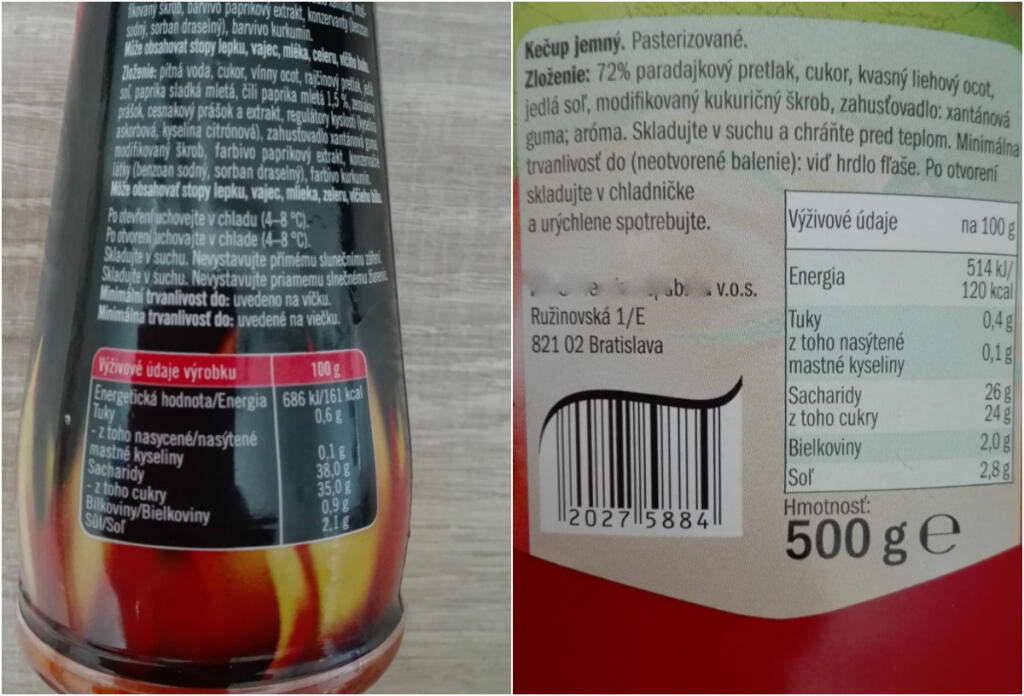 fikovaný škrob, barvivo paprikový extrakt, konzervanty (benzoan
sodný, sorban draselný), barvivo kurkumin.
Může obsahovat stopy lepku, vajec, mléka, celeru,
Zloženie: pitná voda, cukor, vínny ocot, rajčinový pretlak, jedlá
soľ, paprika sladká mletá, čili paprika mletá 1,5 %, zemiakový
prášok, cesnakový prášok a extrakt, regulátory kyslosti (kyselina
askorbová, kyselina citrónová), zahusťovadlo xantánová guma,
modifikovaný škrob, farbivo paprikový extrakt, konzervačné
látky (benzoan sodný, sorban draselný), farbivo kurkumín.
Môže obsahovať stopy lepku, vajec, mlieka, zeleru,
Po otevření uchovejte v chladu (4–8 °C).
Po otvorení uchovajte v chlade (4–8 °C).
Skladujte v suchu. Nevystavujte přímému slunečnímu záření.
Skladujte v suchu. Nevystavujte priamemu slnečnému žiareniu.
Minimální trvanlivost do: uvedeno na víčku.
Minimálna trvanlivosť do: uvedené na viečku.
Výživové údaje výrobku 100 g
Energetická hodnota/Energia 686 kJ/161 kcal
Tuky 0,6 g
- z toho nasycené/nasýtené
mastné kyseliny 0,1 g
Sacharidy 38,0 g
- z toho cukry 35,0 g
Bílkoviny/Bielkoviny 0,9 g
Sůl/Soľ 2,1 g
Kečup jemný. Pasterizované.
Zloženie: 72% paradajkový pretlak, cukor, kvasný liehový ocot,
jedlá soľ, modifikovaný kukuričný škrob, zahusťovadlo: xantánová
guma; aróma. Skladujte v suchu a chráňte pred teplom. Minimálna
trvanlivosť do (neotvorené balenie): viď hrdlo fľaše. Po otvorení
skladujte v chladničke
a urýchlene spotrebujte.
v.o.s.
Ružinovská 1/E
821 02 Bratislava
2027 5884
Výživové údaje na 100 g
Energia 514 kJ/
120 kcal
Tuky 0,4 g
z toho nasýtené
mastné kyseliny 0,1 g
Sacharidy 26 g
z toho cukry 24 g
Bielkoviny 2,0 g
Soľ 2,8 g
Hmotnosť:
500 g e